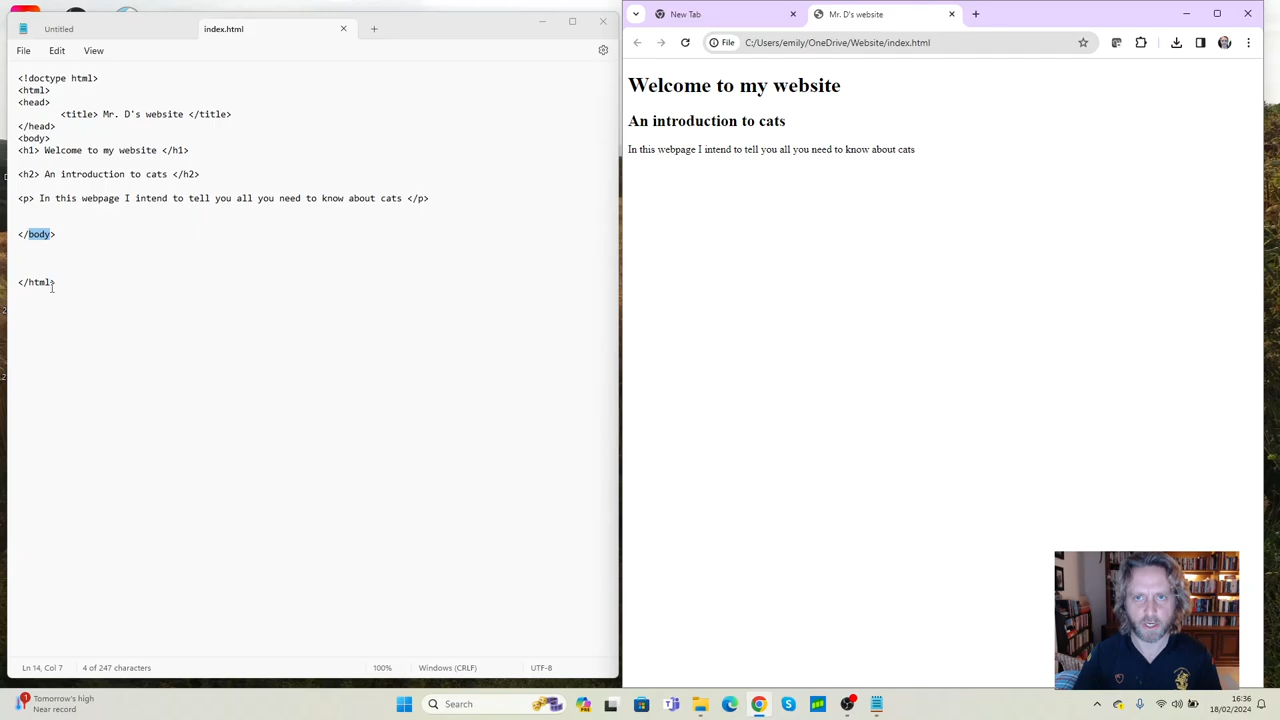 Untitled
index.html
File Edit View
<!doctype html>
<html>
<head>
<title> Mr. D's website </title>
</head>
<body>
<h1> Welcome to my website </h1>
<h2> An introduction to cats </h2>
<p> In this webpage I intend to tell you all you need to know about cats </p>
</body>
</html>
Ln 14, Col 7
4 of 247 characters
100%
Windows (CRLF)
UTF-8
New Tab
Mr. D's website
File C:/Users/emily/OneDrive/Website/index.html
Welcome to my website
An introduction to cats
In this webpage I intend to tell you all you need to know about cats
1
Tomorrow's high
Near record
Search
16:36
18/02/2024